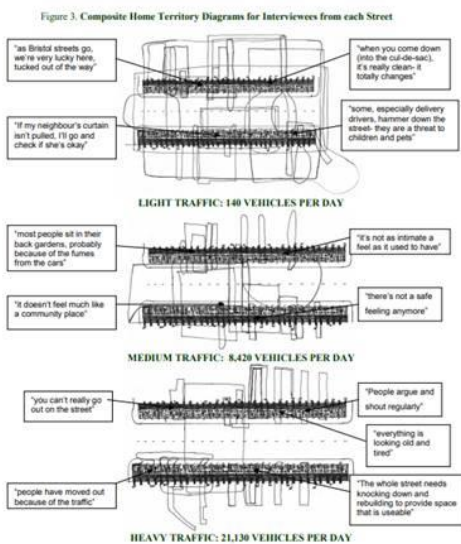 Figure 3. Composite Home Territory Diagrams for Interviewees from each Street
"as Bristol streets go,
we're very lucky here,
tucked out of the way"
"when you come down
(into the cul-de-sac),
it's really clean- it
totally changes"
"If my neighbour's curtain
isn't pulled, I'll go and
check if she's okay"
"some, especially delivery
drivers, hammer down the
street- they are a threat to
children and pets"
LIGHT TRAFFIC: 140 VEHICLES PER DAY
"most people sit in their
back gardens, probably
because of the fumes
from the cars"
"it's not as intimate a
feel as it used to have"
"it doesn't feel much like
a community place"
"there's not a safe
feeling anymore"
MEDIUM TRAFFIC: 8,420 VEHICLES PER DAY
"you can't really go
out on the street"
"People argue and
shout regularly"
"everything is
looking old and
tired"
"people have moved out
because of the traffic"
"The whole street needs
knocking down and
rebuilding to provide space
that is useable"
HEAVY TRAFFIC: 21,130 VEHICLES PER DAY